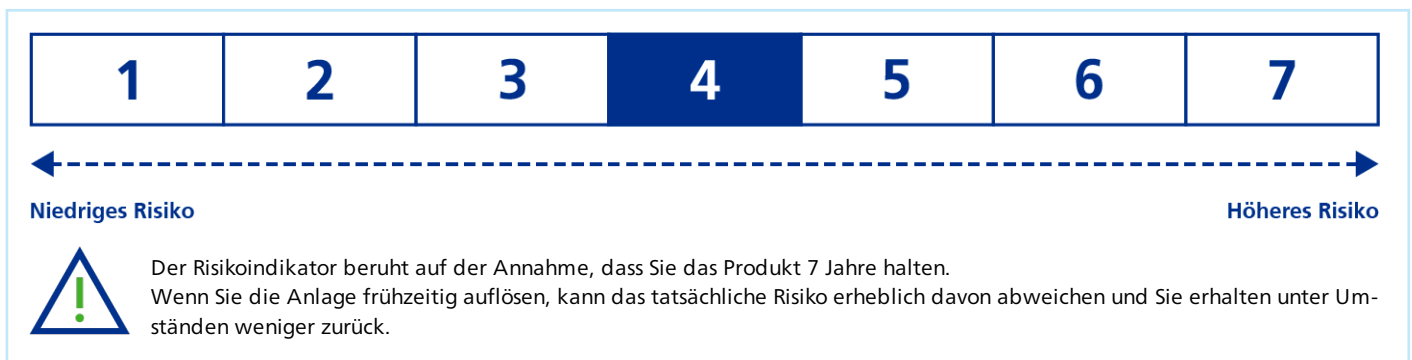 1 2 3 4 5 6 7
Niedriges Risiko Höheres Risiko
Der Risikoindikator beruht auf der Annahme, dass Sie das Produkt 7 Jahre halten.
Wenn Sie die Anlage frühzeitig auflösen, kann das tatsächliche Risiko erheblich davon abweichen und Sie erhalten unter Um-
ständen weniger zurück.